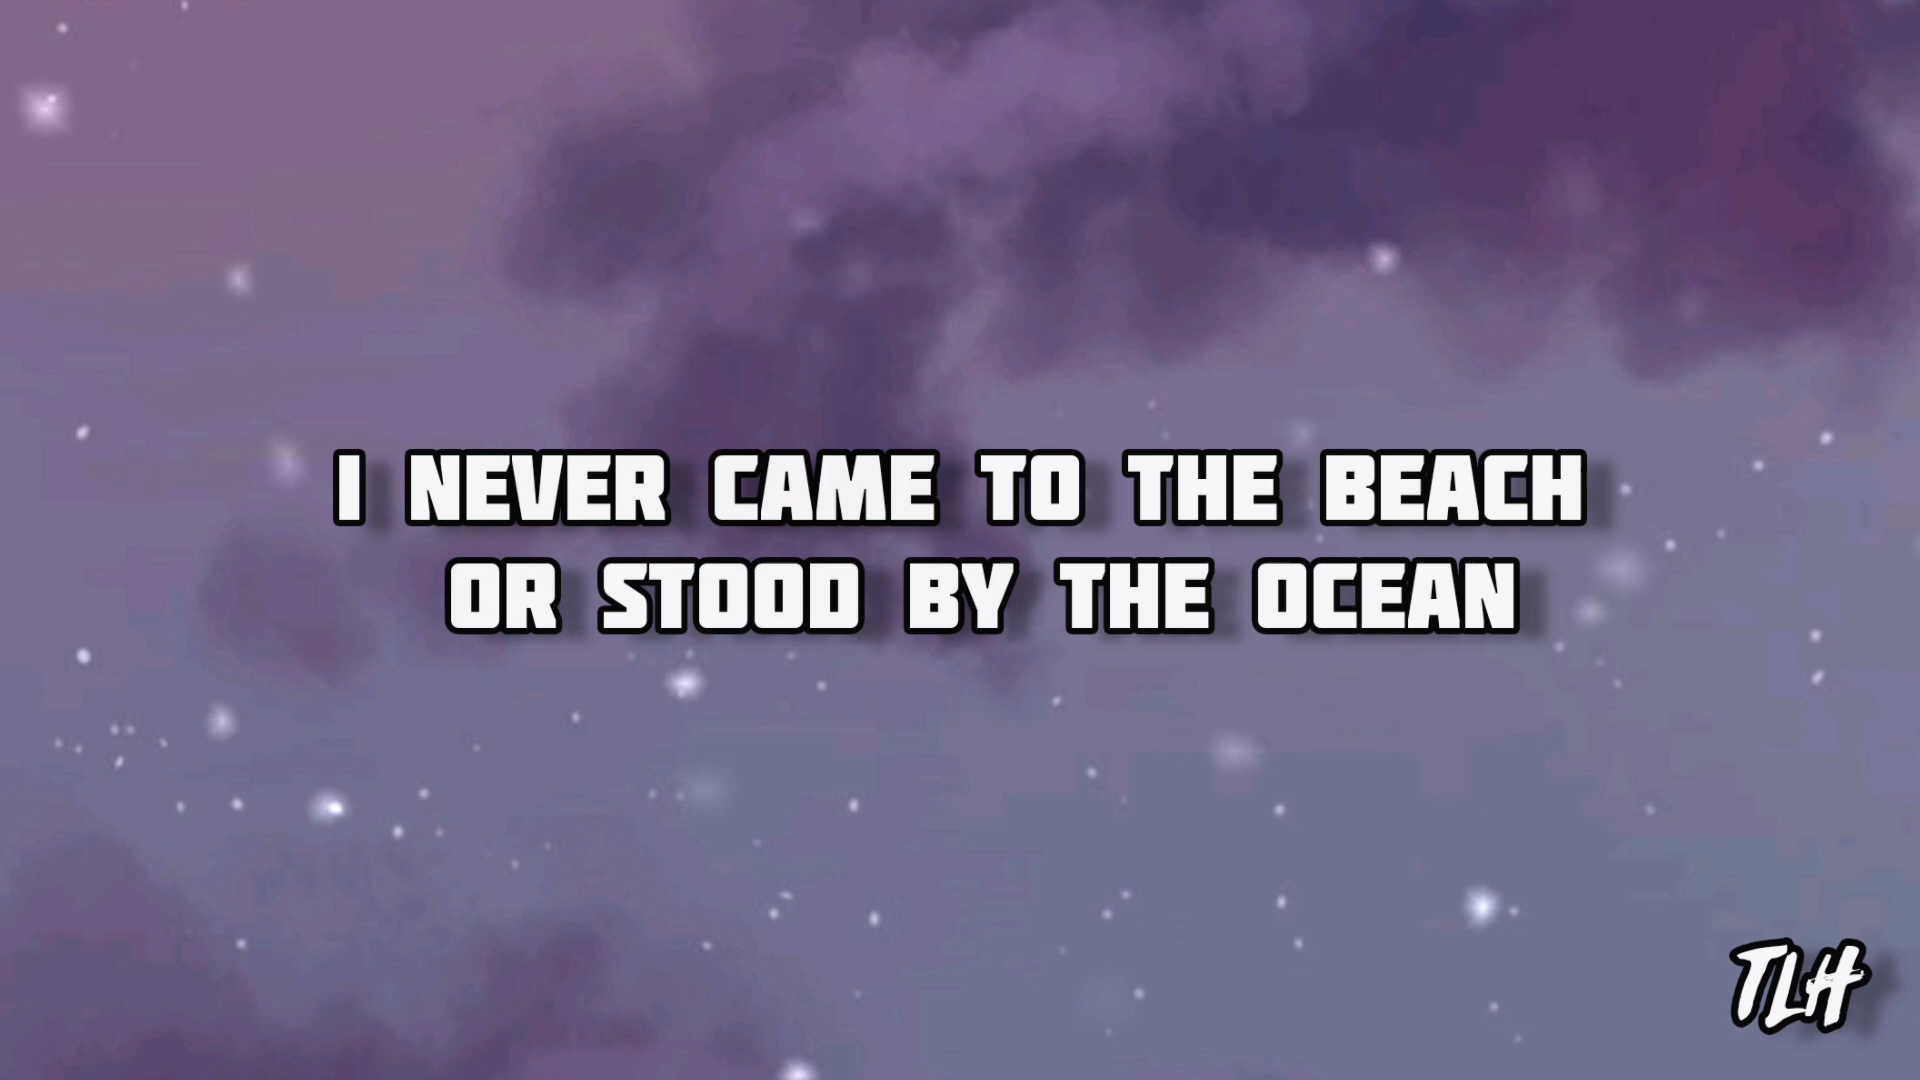 I NEVER CAME TO THE BEACH
OR STOOD BY THE OCEAN
TLH